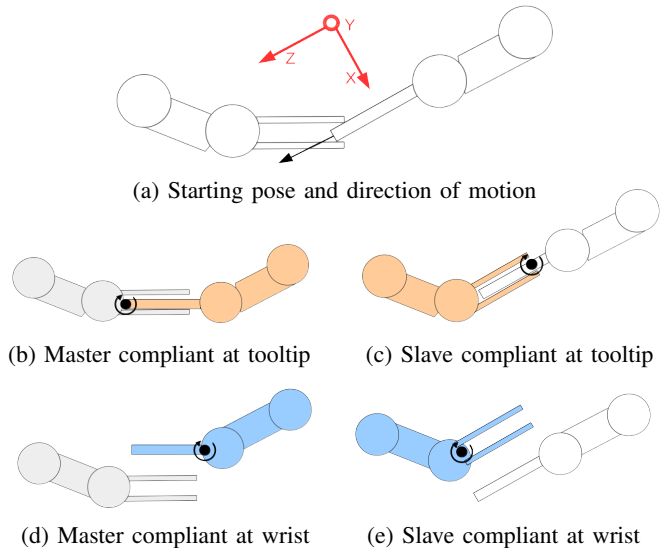 Y
Z
X
(a) Starting pose and direction of motion
(b) Master compliant at tooltip
(c) Slave compliant at tooltip
(d) Master compliant at wrist
(e) Slave compliant at wrist